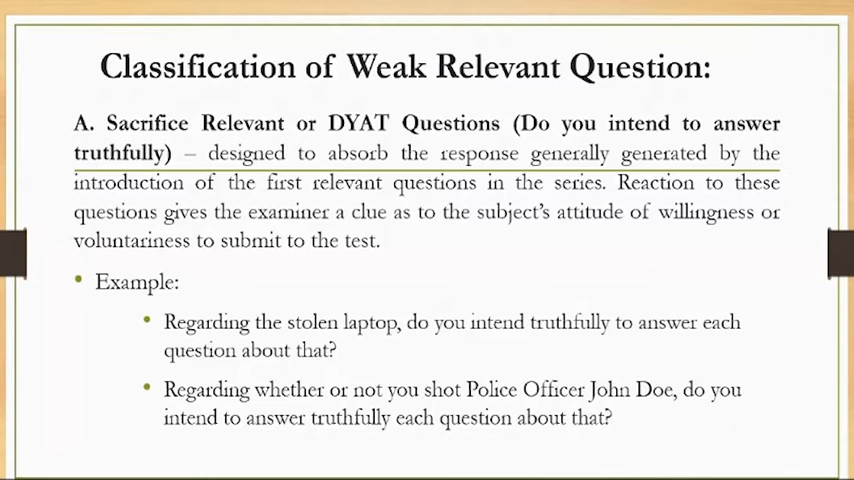 Classification of Weak Relevant Question:
A. Sacrifice Relevant or DYAT Questions (Do you intend to answer
truthfully) – designed to absorb the response generally generated by the
introduction of the first relevant questions in the series. Reaction to these
questions gives the examiner a clue as to the subject's attitude of willingness or
voluntariness to submit to the test.
• Example:
• Regarding the stolen laptop, do you intend truthfully to answer each
question about that?
• Regarding whether or not you shot Police Officer John Doe, do you
intend to answer truthfully each question about that?